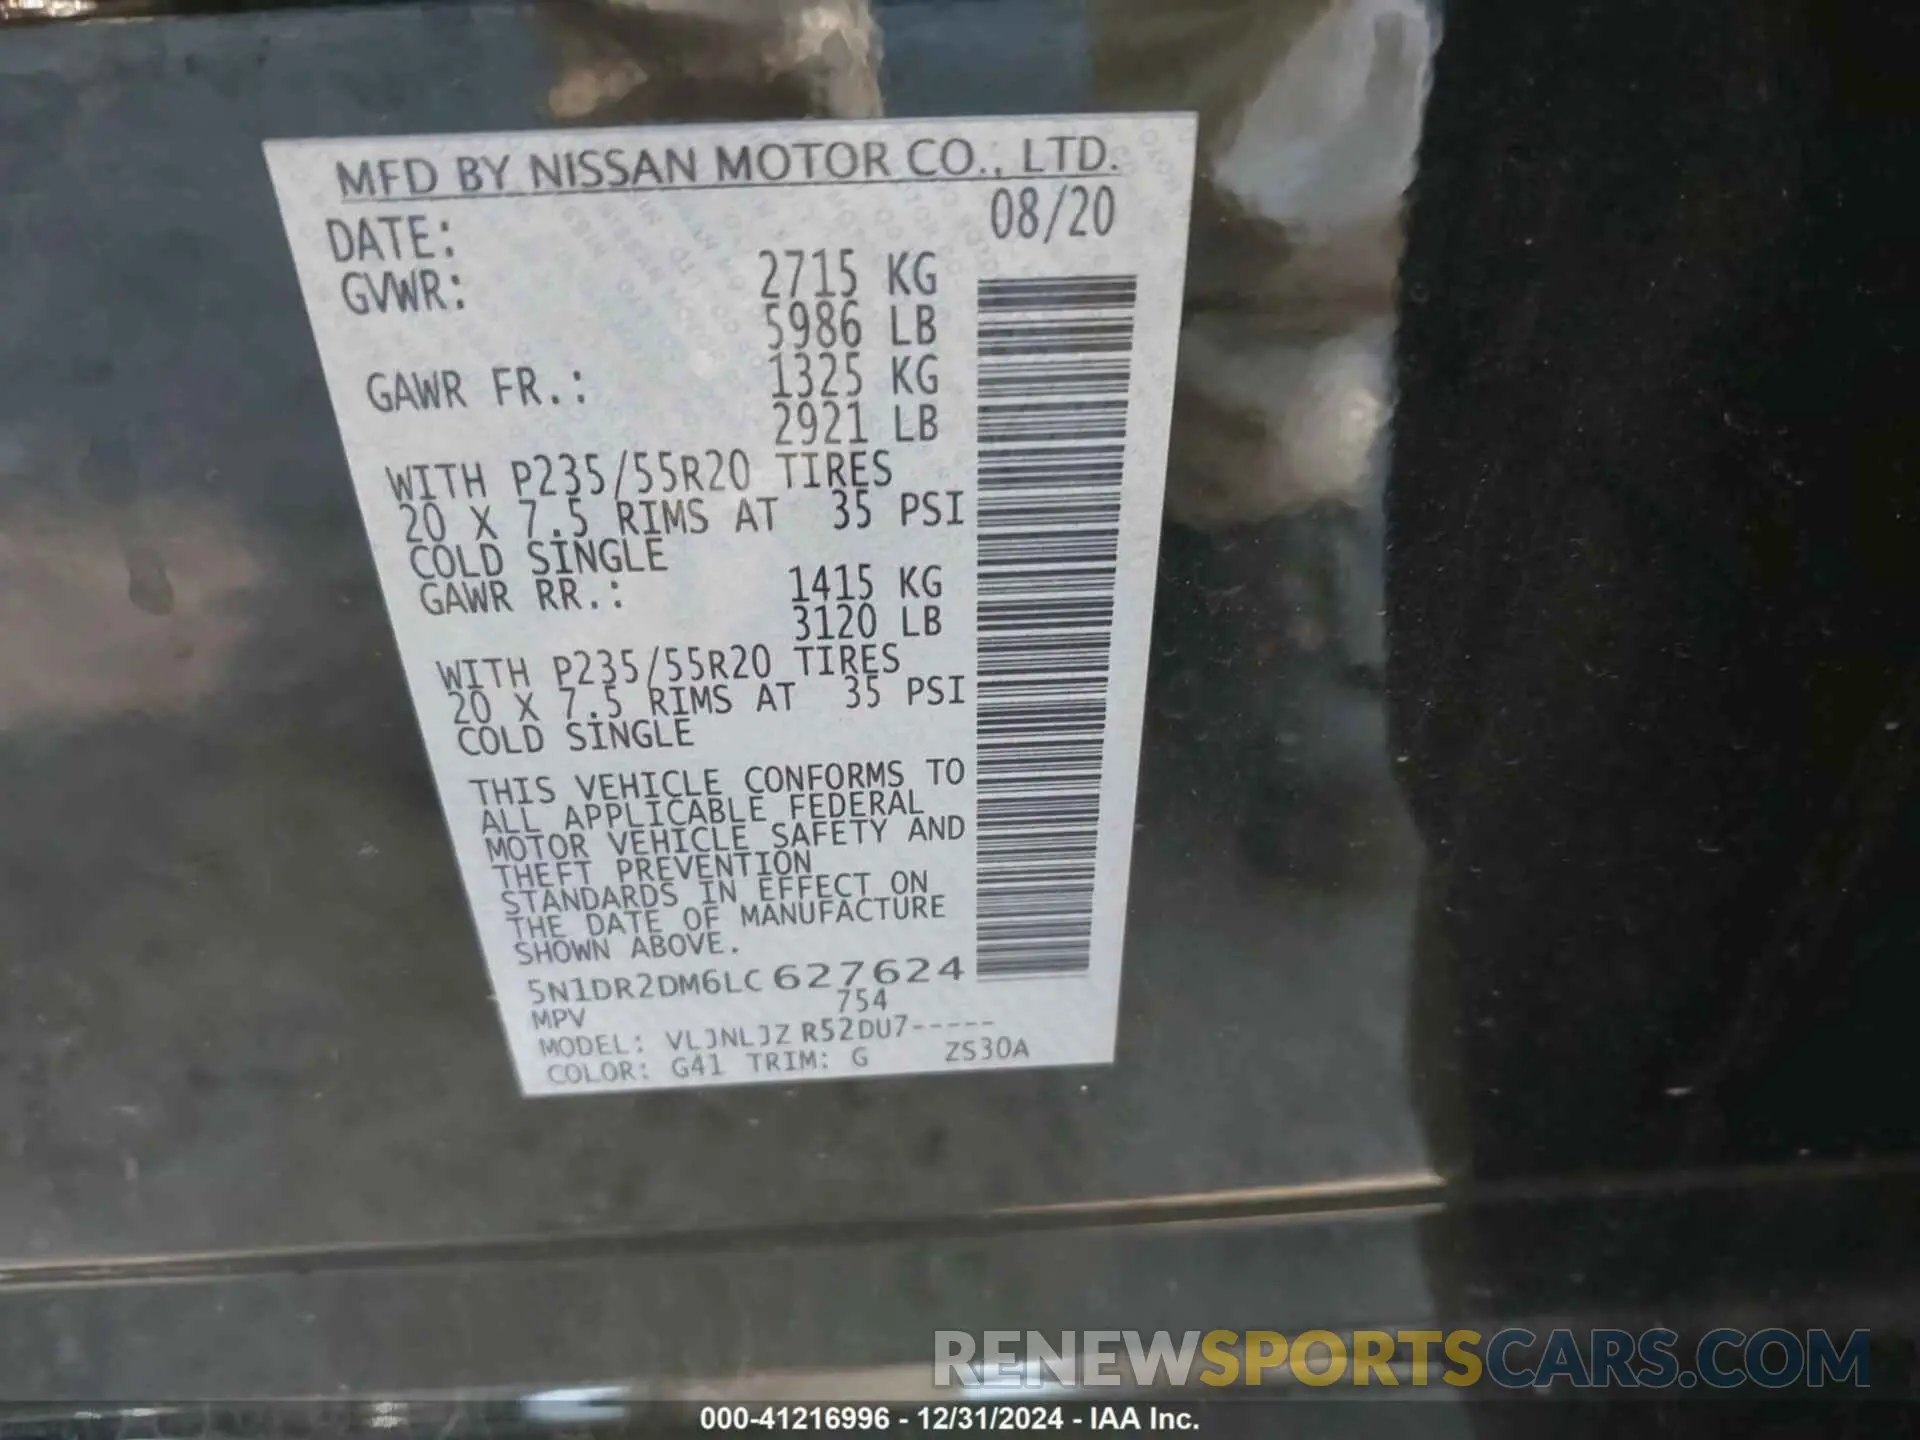 MFD BY NISSAN MOTOR CO., LTD.
DATE: 08/20
GVWR: 2715 KG
5986 LB
GAWR FR.: 1325 KG
2921 LB
WITH P235/55R20 TIRES
20 X 7.5 RIMS AT 35 PSI
COLD SINGLE
GAWR RR.: 1415 KG
3120 LB
WITH P235/55R20 TIRES
20 X 7.5 RIMS AT 35 PSI
COLD SINGLE
THIS VEHICLE CONFORMS TO
ALL APPLICABLE FEDERAL
MOTOR VEHICLE SAFETY AND
THEFT PREVENTION
STANDARDS IN EFFECT ON
THE DATE OF MANUFACTURE
SHOWN ABOVE.
5N1DR2DM6LC627624
MPV 754
MODEL: VLJNLJZ R52DU7-----
COLOR: G41 TRIM: G ZS30A
RENEWSPORTSCARS.COM
000-41216996 - 12/31/2024 - IAA Inc.